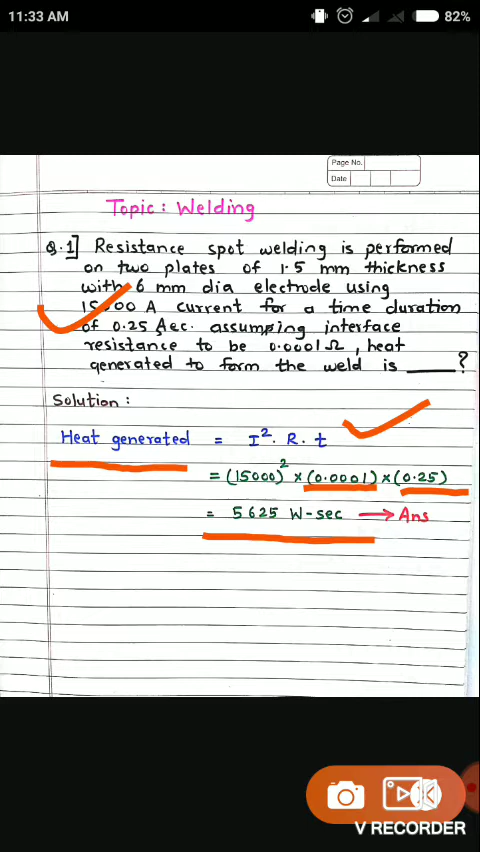 11:33 AM
82%
Page No.
Date
Topic: Welding
Q.1] Resistance spot welding is performed
on two plates of 1.5 mm thickness
with 6 mm dia electrode using
15000 A current for a time duration
of 0.25 sec. assumping interface
resistance to be 0.0001 Ω, heat
generated to form the weld is ____?
Solution:
Heat generated = I². R. t
= (15000)² × (0.0001) × (0.25)
= 5625 W-sec → Ans
V RECORDER